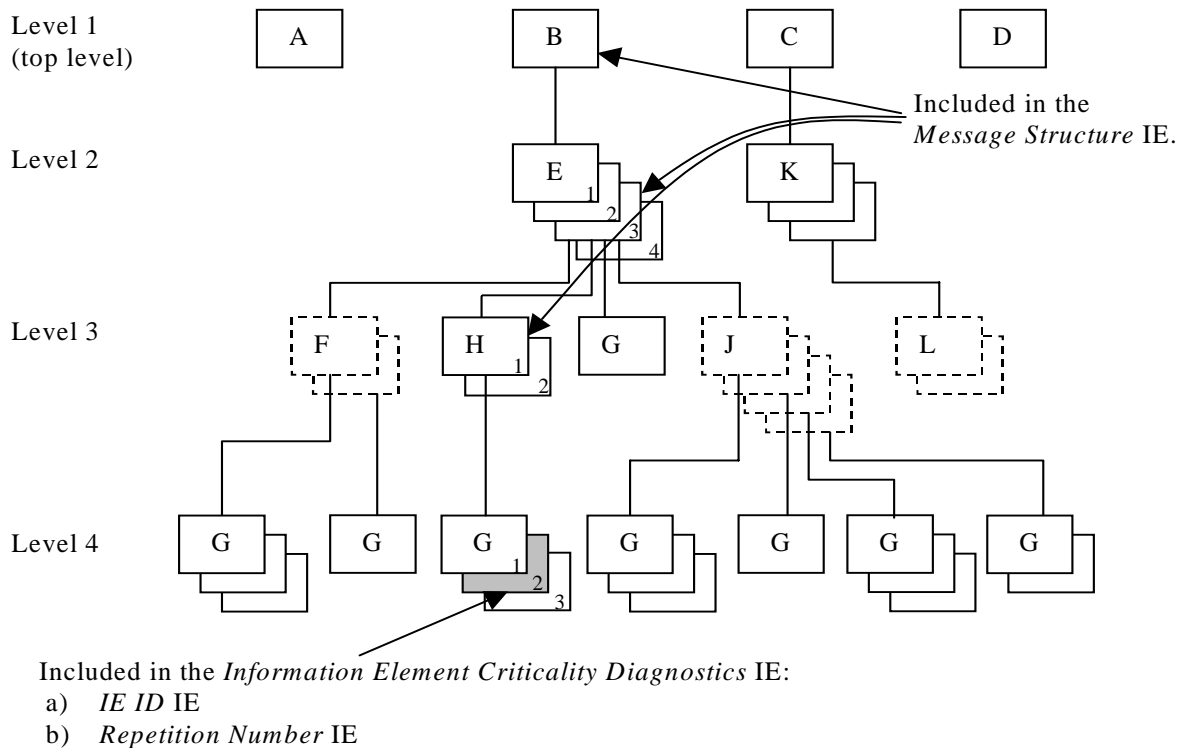 Level 1
(top level)
A
B
C
D
Included in the
Message Structure IE.
Level 2
E
1
2
3
4
K
Level 3
F
H
1
2
G
J
L
Level 4
G
G
G
1
2
3
G
G
G
G
Included in the Information Element Criticality Diagnostics IE:
a) IE ID IE
b) Repetition Number IE